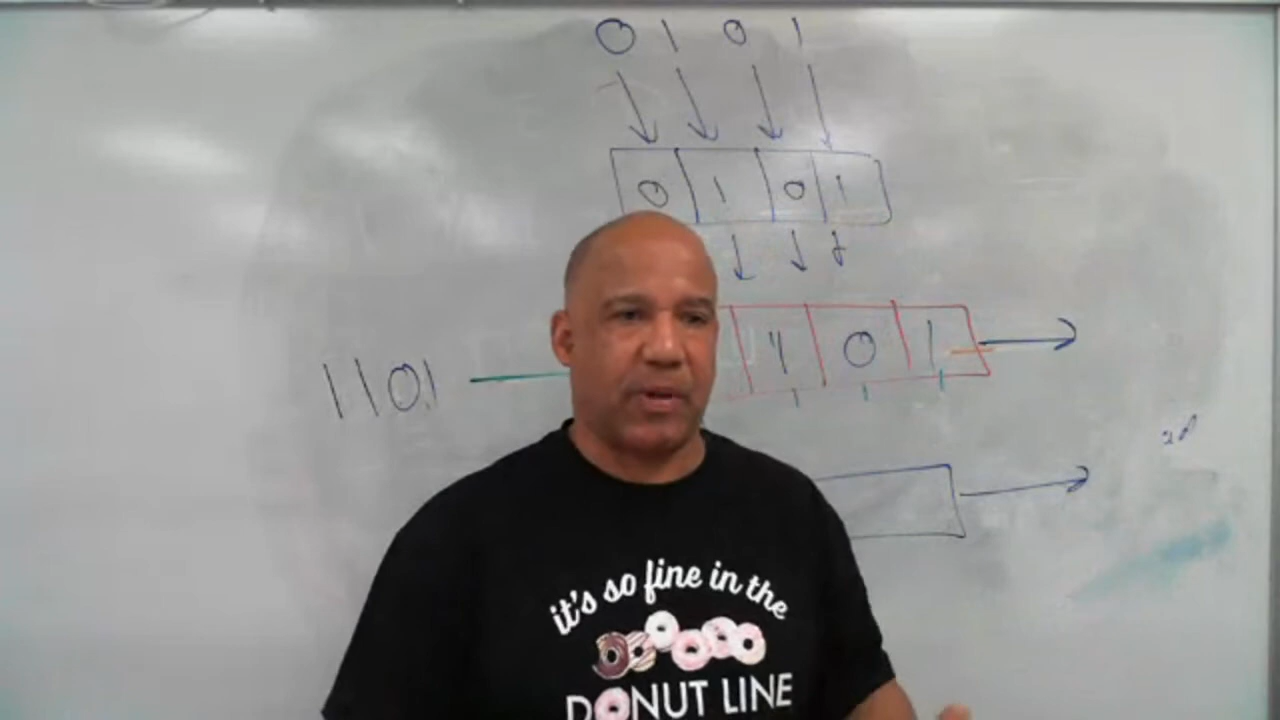 0 1 0 1
0 1 0 1
1 0 1
1101
it's so fine in the
DONUT LINE